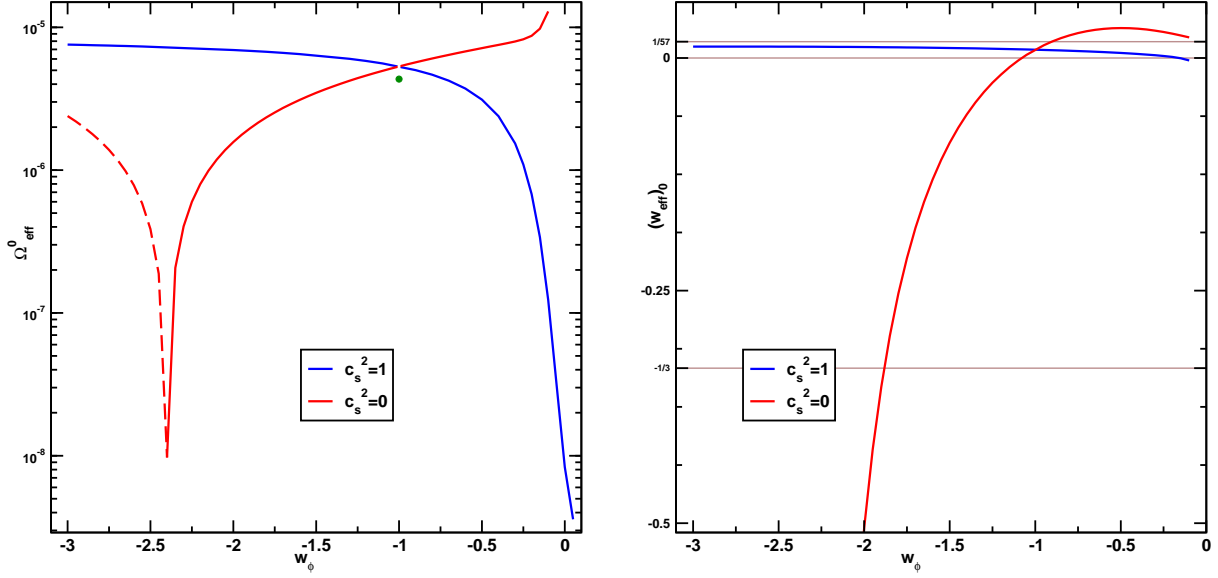 10^-5
10^-6
10^-7
10^-8
Ω^0_eff
c_s^2=1
c_s^2=0
-3 -2.5 -2 -1.5 -1 -0.5 0
w_ϕ
1/57
0
-0.25
-1/3
-0.5
(w_eff)_0
c_s^2=1
c_s^2=0
-3 -2.5 -2 -1.5 -1 -0.5 0
w_ϕ